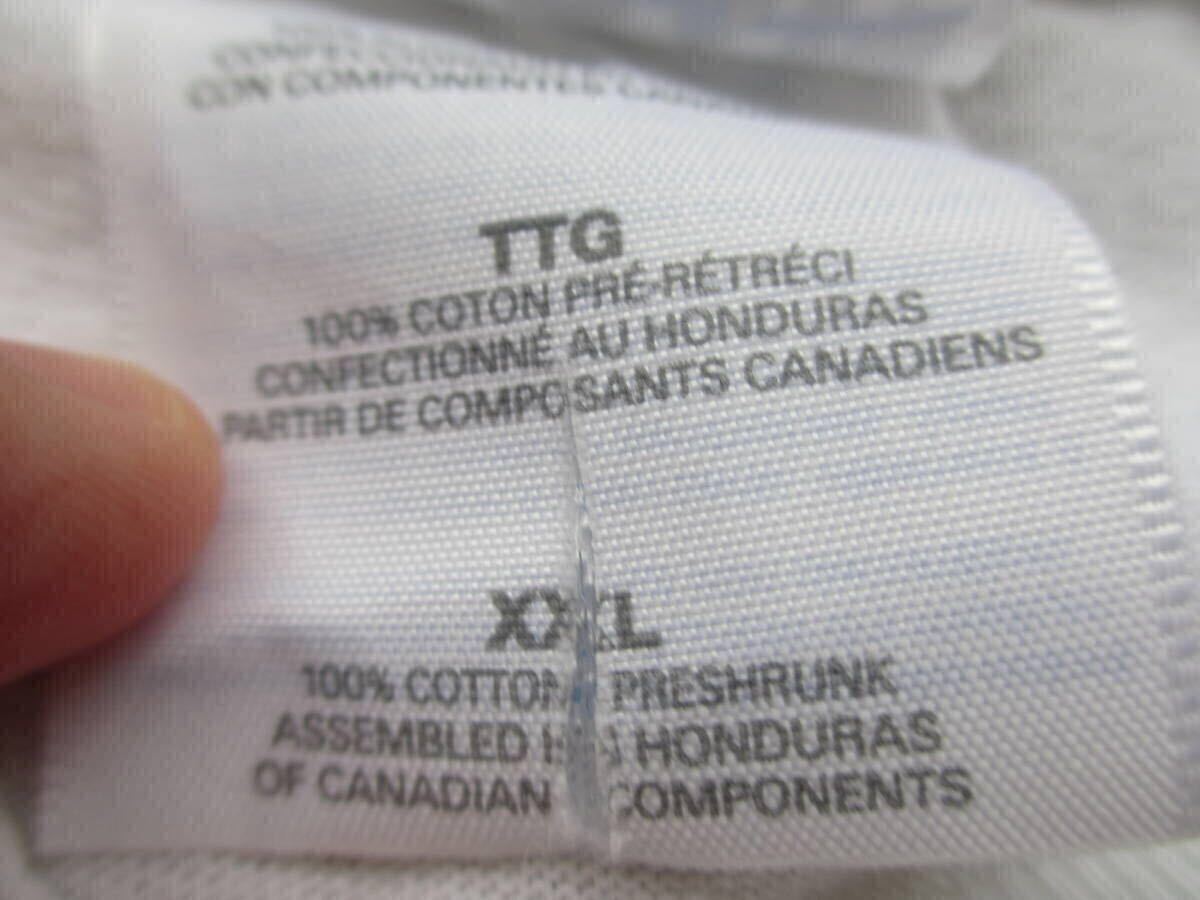 CON COMPONENTES
TTG
100% COTON PRÉ-RÉTRÉCI
CONFECTIONNÉ AU HONDURAS
PARTIR DE COMPOSANTS CANADIENS
XXL
100% COTTON PRESHRUNK
ASSEMBLED IN HONDURAS
OF CANADIAN COMPONENTS